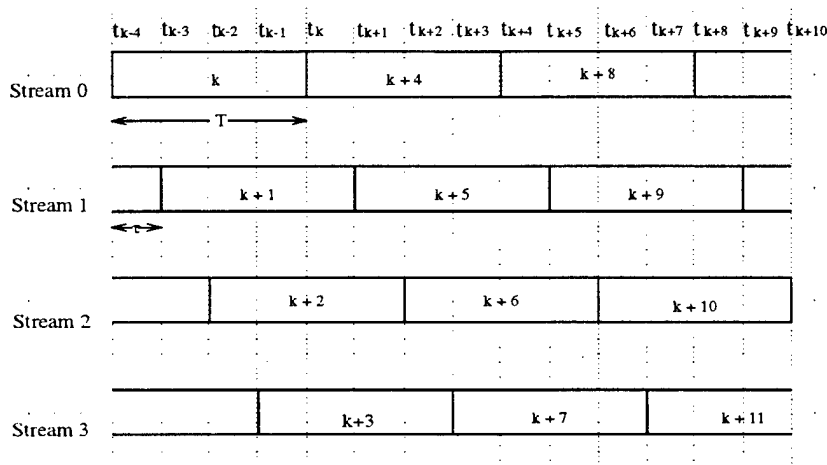 tk-4 tk-3 tk-2 tk-1 tk tk+1 tk+2 tk+3 tk+4 tk+5 tk+6 tk+7 tk+8 tk+9 tk+10
Stream 0 k k + 4 k + 8
T
Stream 1 k + 1 k + 5 k + 9
τ
Stream 2 k + 2 k + 6 k + 10
Stream 3 k+3 k + 7 k + 11